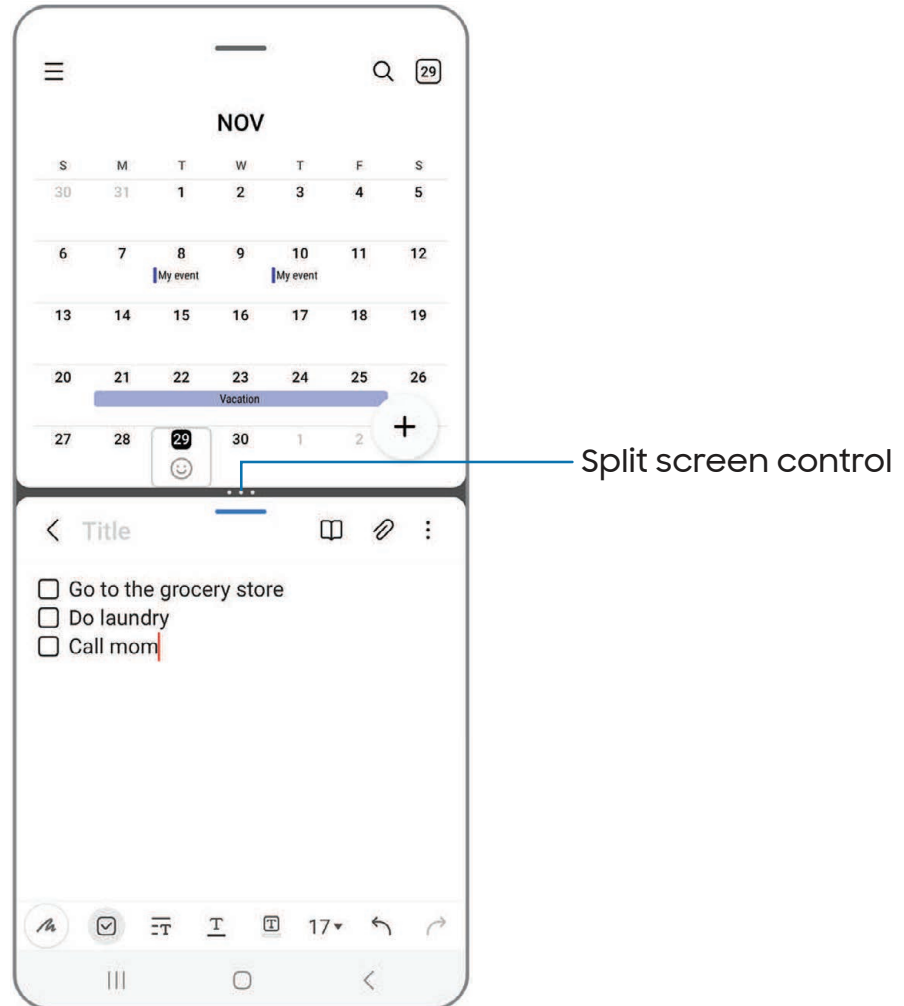 29
NOV
S M T W T F S
30 31 1 2 3 4 5
6 7 8 9 10 11 12
My event My event
13 14 15 16 17 18 19
20 21 22 23 24 25 26
Vacation
27 28 29 30 1 2
Split screen control
Title
Go to the grocery store
Do laundry
Call mom
T T T 17